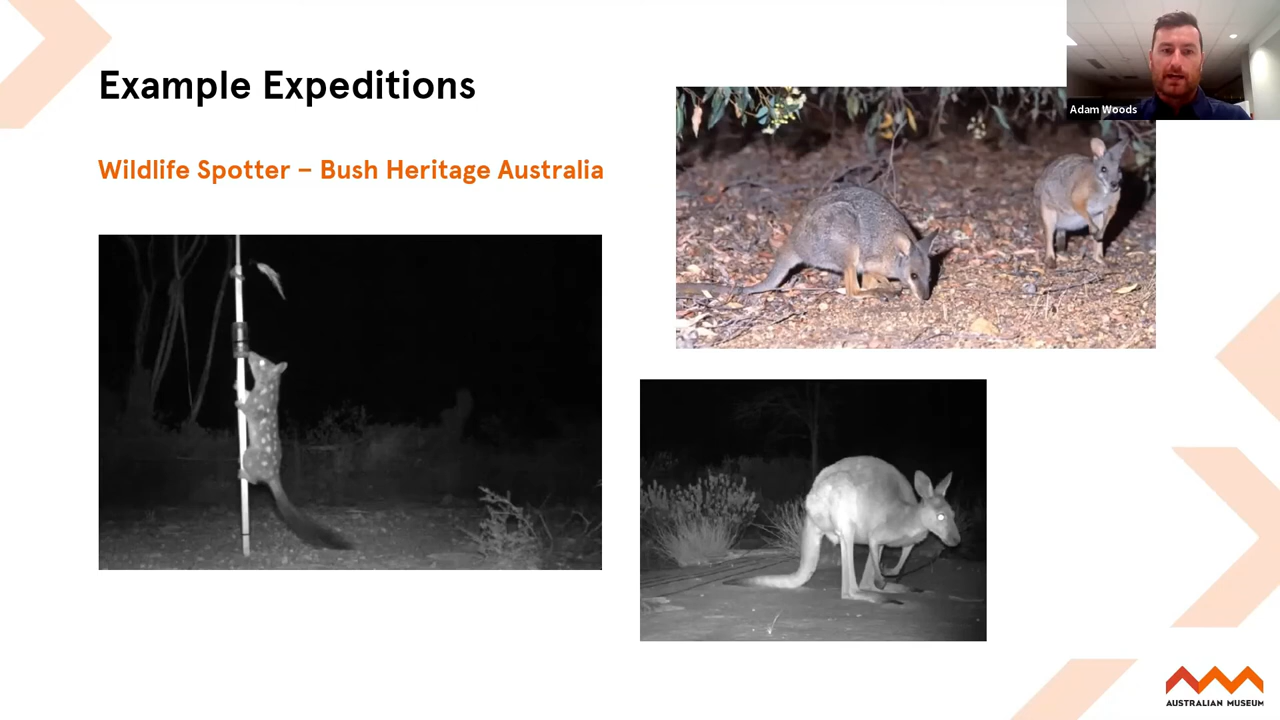 Example Expeditions
Adam Woods
Wildlife Spotter – Bush Heritage Australia
AUSTRALIAN MUSEUM